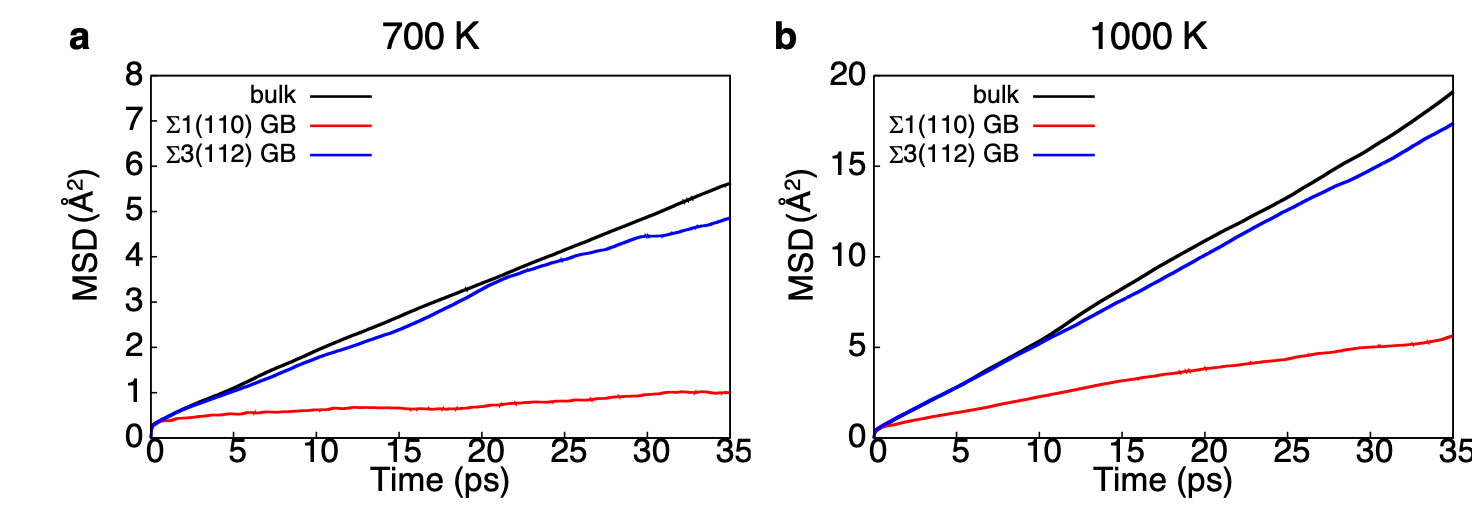 a
700 K
8
7
6
5
4
3
2
1
0
MSD (Å²)
bulk
Σ1(110) GB
Σ3(112) GB
0 5 10 15 20 25 30 35
Time (ps)
b
1000 K
20
15
10
5
0
MSD (Å²)
bulk
Σ1(110) GB
Σ3(112) GB
0 5 10 15 20 25 30 35
Time (ps)